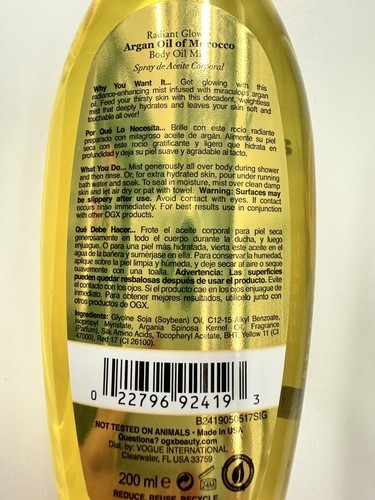 Radiant Glow
Argan Oil of Morocco
Body Oil Mist
Spray de Aceite Corporal
Why You Want It... Get glowing with this
radiance-enhancing mist infused with miraculous argan
oil. Feed your thirsty skin with this decadent, weightless
mist that deeply hydrates and leaves your skin soft and
touchable all over!
Por Qué Lo Necesita... Brille con este rocío radiante
preparado con milagroso aceite de argán. Alimente su piel
seca con este rocío gratificante y ligero que hidrata en
profundidad y deja su piel suave y agradable al tacto.
What You Do... Mist generously all over body during shower
and then rinse. Or, for extra hydrated skin, pour under running
bath water and soak. To seal in moisture, mist over clean damp
skin and let air dry or pat with towel. Warning: Surfaces may
be slippery after use. Avoid contact with eyes. If contact
occurs rinse immediately. For best results use in conjunction
with other OGX products.
Qué Debe Hacer... Frote el aceite corporal para piel seca
generosamente en todo el cuerpo durante la ducha, y luego
enjuague. O para una piel más hidratada, vierta este aceite en el
agua de la bañera y sumérjase en ella. Para conservar la humedad,
aplique sobre la piel limpia y húmeda, y deje secar al aire o seque
suavemente con una toalla. Advertencia: Las superficies
pueden quedar resbalosas después de usar el producto. Evite
el contacto con los ojos. Si el producto cae en los ojos enjuague de
inmediato. Para obtener mejores resultados, utilícelo junto con
otros productos de OGX.
Ingredients: Glycine Soja (Soybean) Oil, C12-15 Alkyl Benzoate,
Isopropyl Myristate, Argania Spinosa Kernel Oil, Fragrance
(Parfum), Silk Amino Acids, Tocopheryl Acetate, BHT, Yellow 11 (CI
47000), Red 17 (CI 26100).
0 22796 92419 3
B2419050517SIG
NOT TESTED ON ANIMALS • Made in USA
Questions? ogxbeauty.com
Dist. by: VOGUE INTERNATIONAL
Clearwater, FL USA 33759
200 ml e 24M
REDUCE, REUSE, RECYCLE